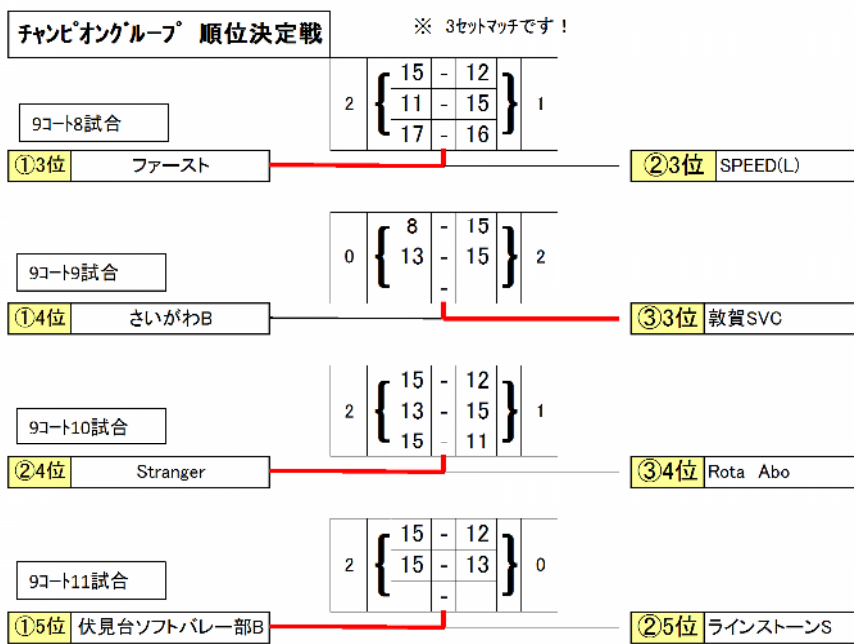 チャンピオングループ 順位決定戦
※ 3セットマッチです！
15 - 12
2 { 11 - 15 } 1
17 - 16
9コート8試合
①3位 ファースト ②3位 SPEED(L)
8 - 15
0 { 13 - 15 } 2
-
9コート9試合
①4位 さいがわB ③3位 敦賀SVC
15 - 12
2 { 13 - 15 } 1
15 - 11
9コート10試合
②4位 Stranger ③4位 Rota Abo
15 - 12
2 { 15 - 13 } 0
-
9コート11試合
①5位 伏見台ソフトバレー部B ②5位 ラインストーンS